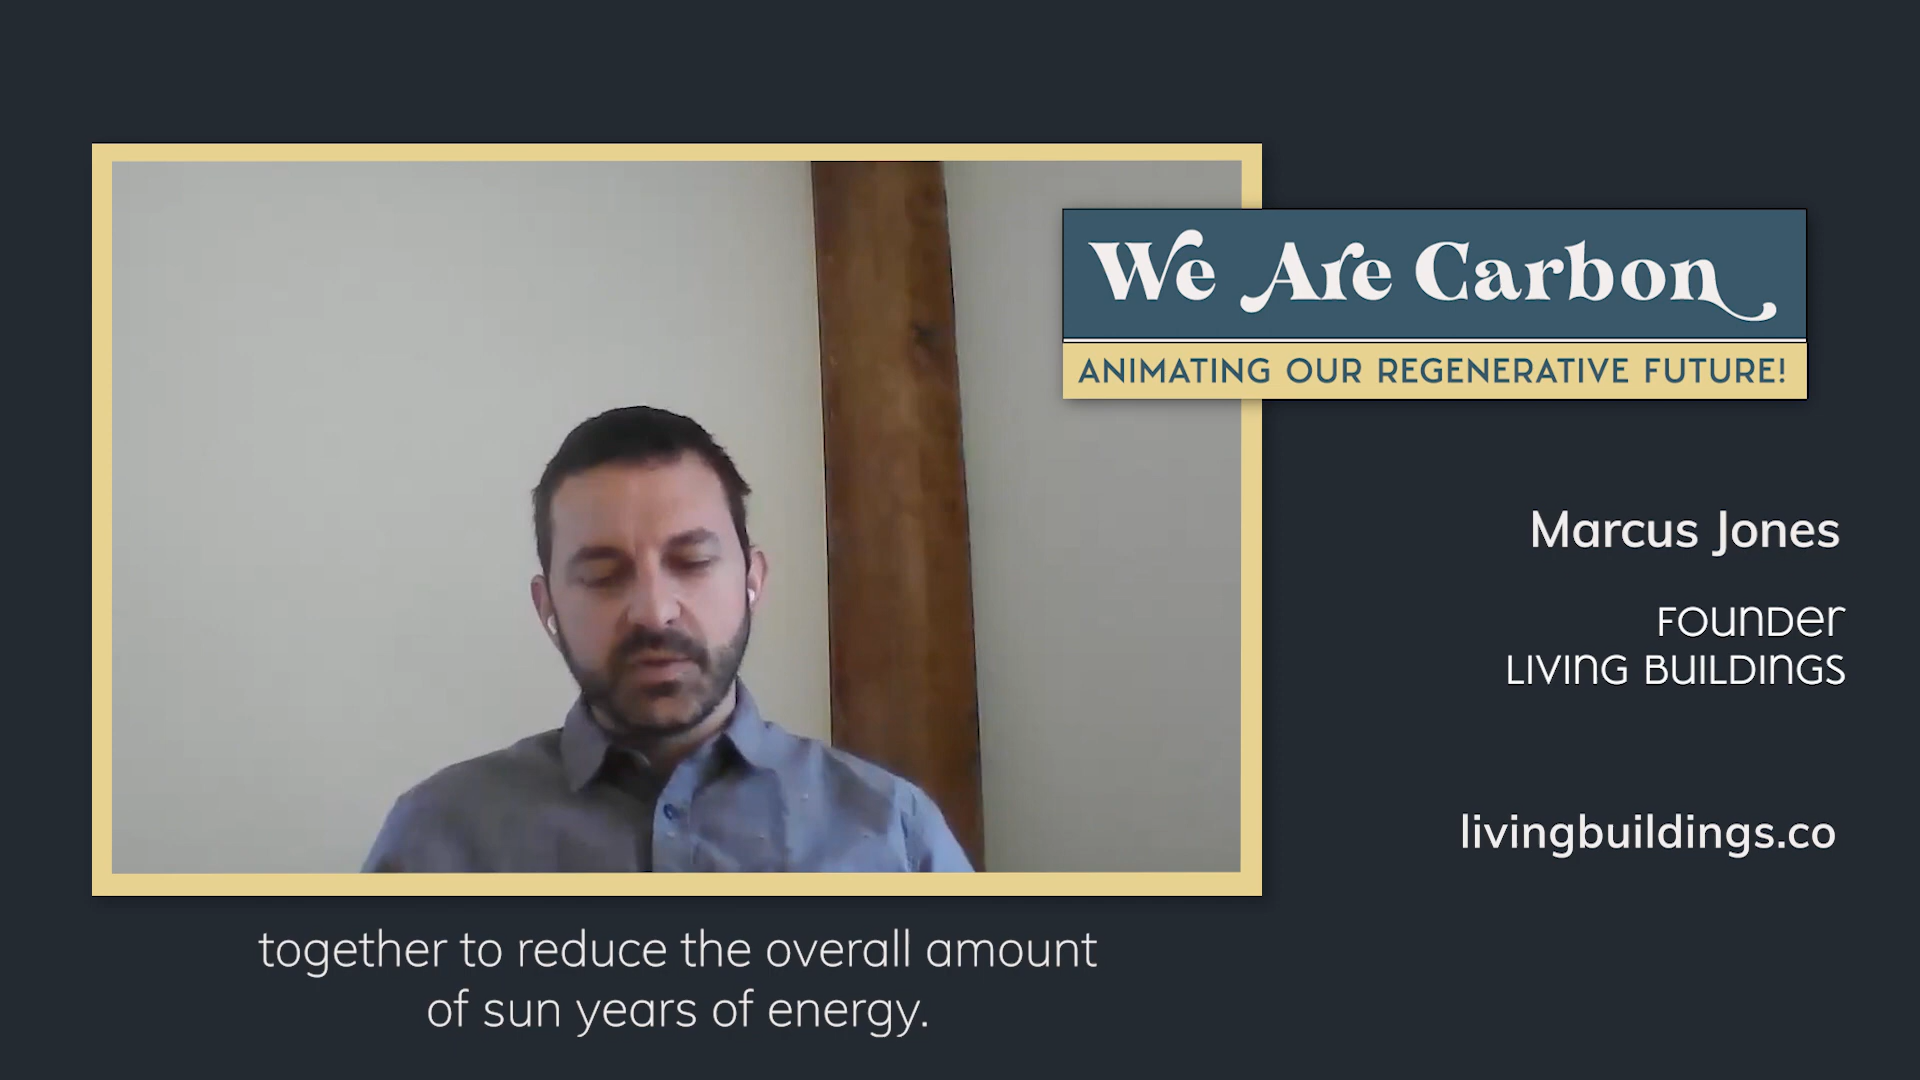 We Are Carbon
ANIMATING OUR REGENERATIVE FUTURE!
Marcus Jones
FOUNDER
LIVING BUILDINGS
livingbuildings.co
together to reduce the overall amount
of sun years of energy.